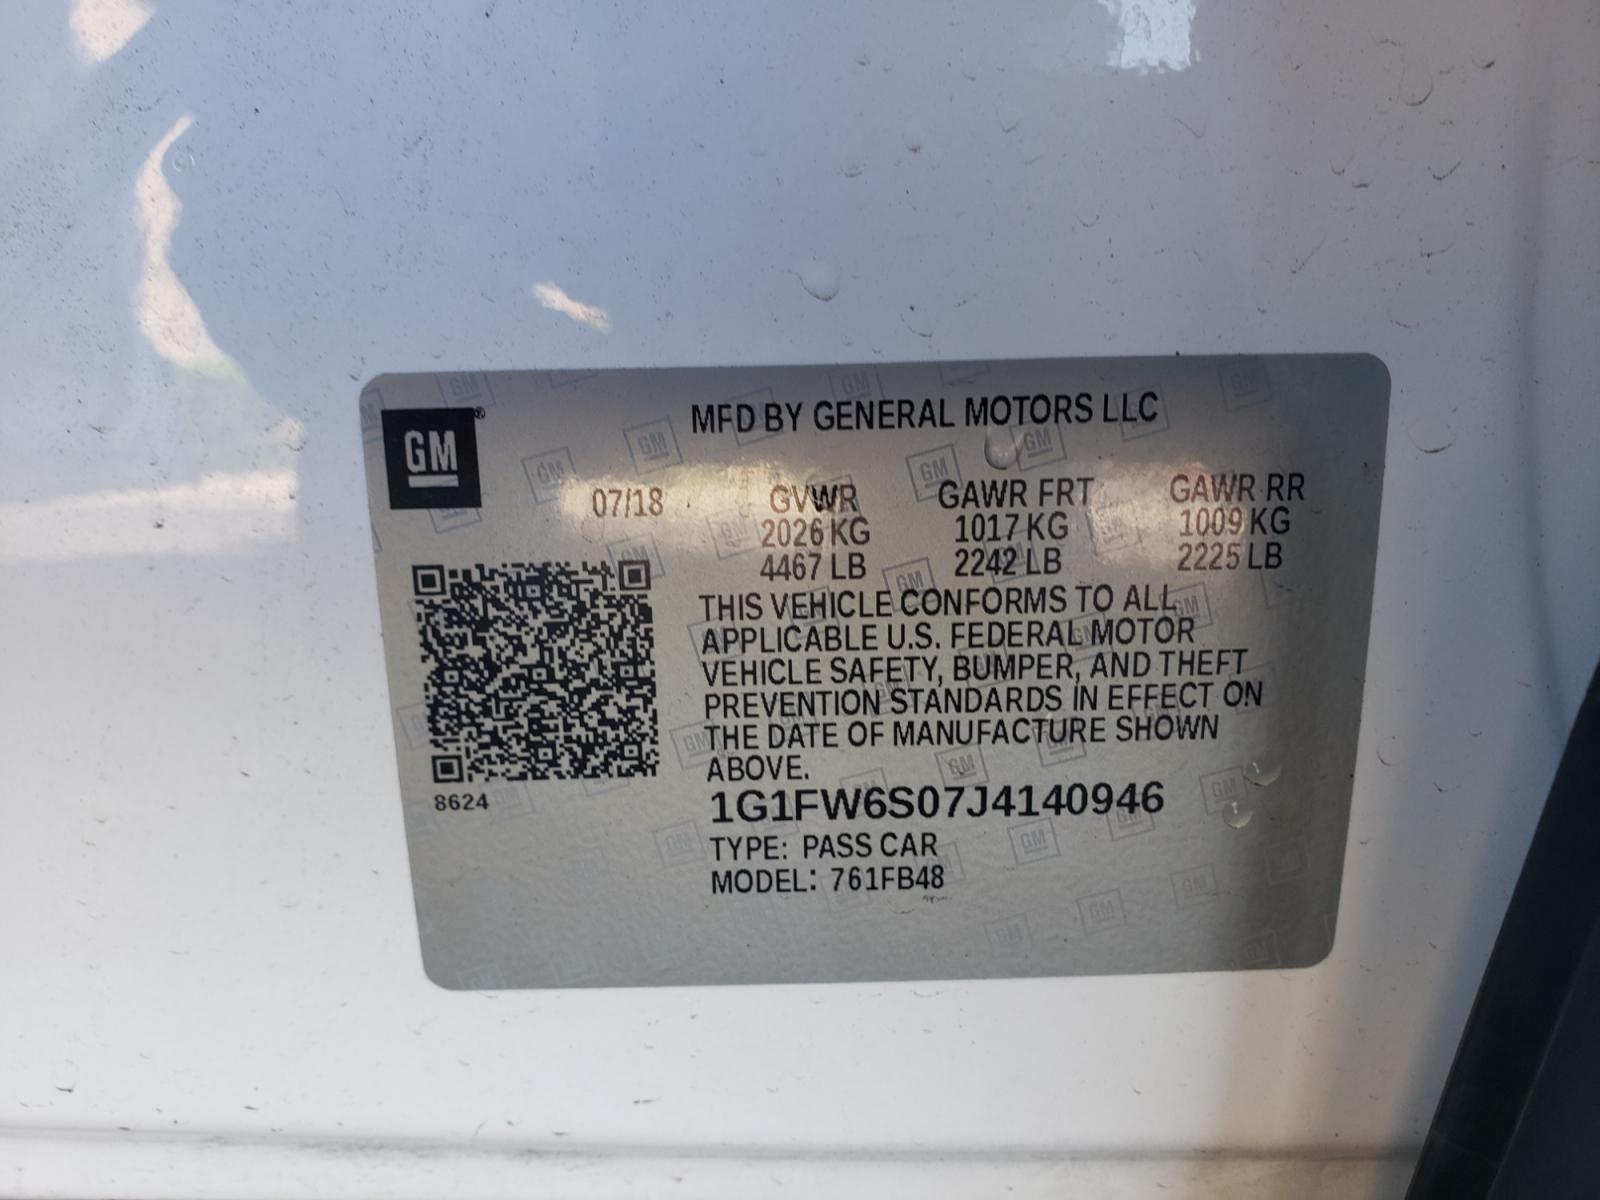 GM®
MFD BY GENERAL MOTORS LLC
07/18 GVWR GAWR FRT GAWR RR
2026 KG 1017 KG 1009 KG
4467 LB 2242 LB 2225 LB
THIS VEHICLE CONFORMS TO ALL
APPLICABLE U.S. FEDERAL MOTOR
VEHICLE SAFETY, BUMPER, AND THEFT
PREVENTION STANDARDS IN EFFECT ON
THE DATE OF MANUFACTURE SHOWN
ABOVE.
8624
1G1FW6S07J4140946
TYPE: PASS CAR
MODEL: 761FB48